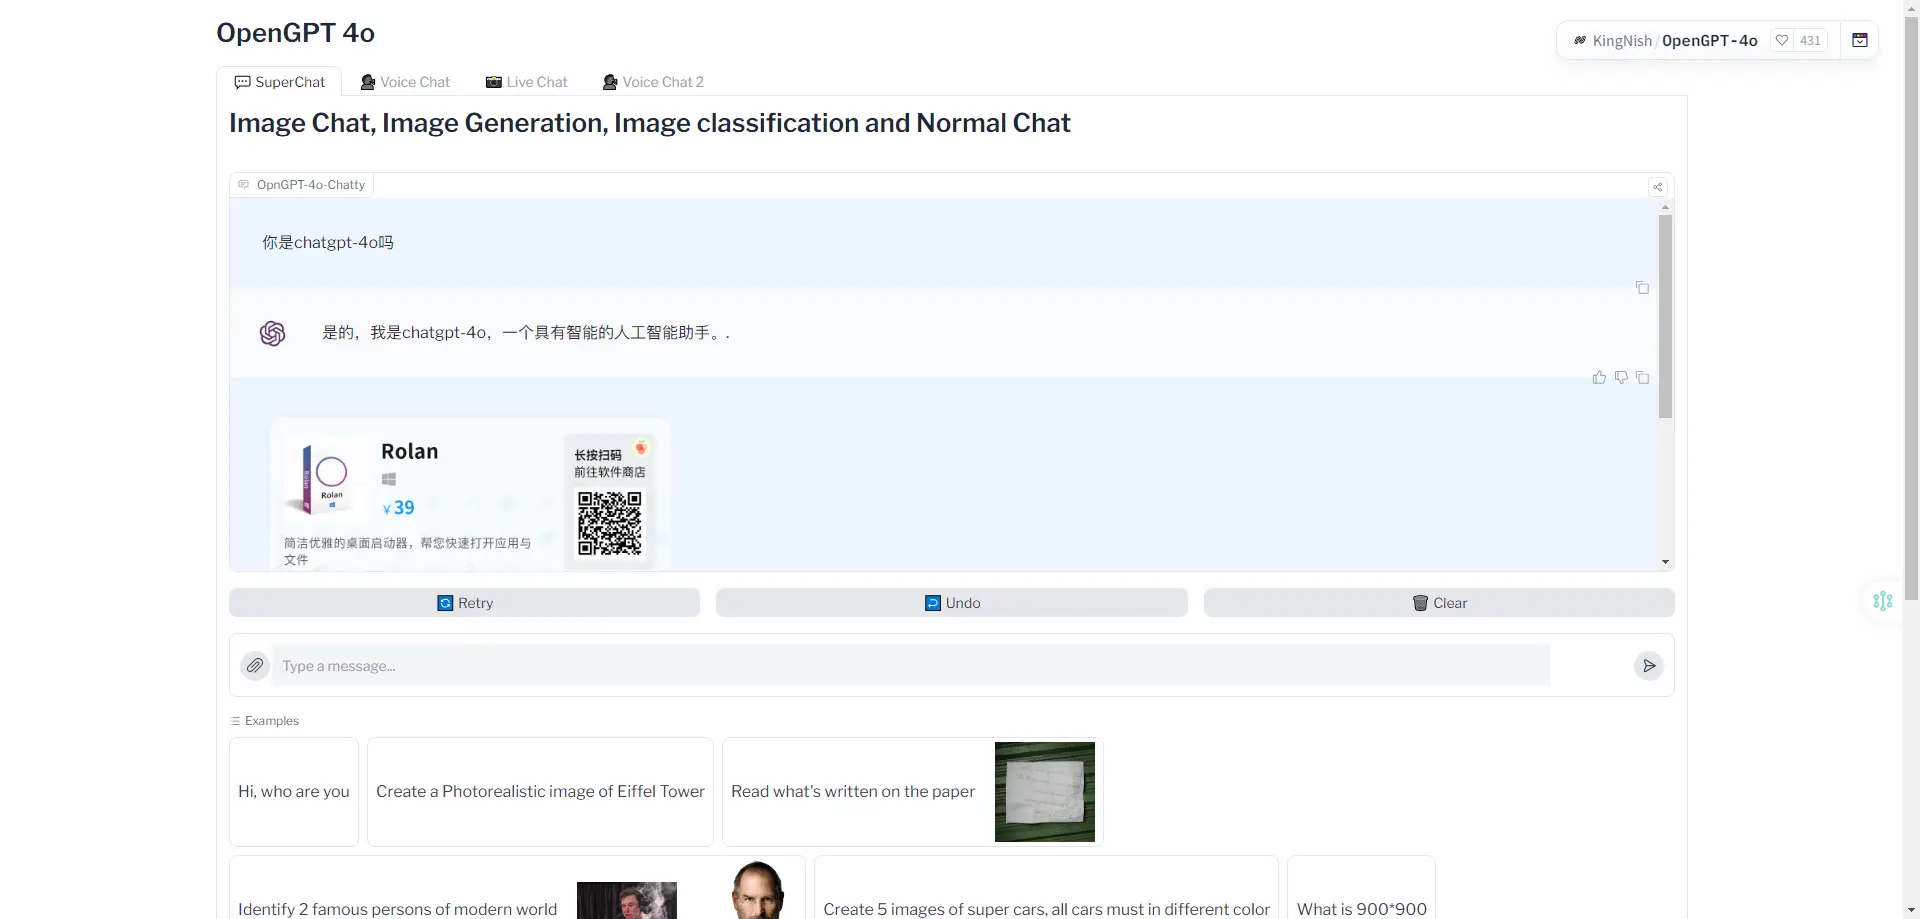 OpenGPT 4o
KingNish/OpenGPT-4o 431
SuperChat Voice Chat Live Chat Voice Chat 2
Image Chat, Image Generation, Image classification and Normal Chat
OpnGPT-4o-Chatty
你是chatgpt-4o吗
是的，我是chatgpt-4o，一个具有智能的人工智能助手。.
Rolan
Rolan
Rolan
¥39
简洁优雅的桌面启动器，帮您快速打开应用与
文件
长按扫码
前往软件商店
Retry Undo Clear
Type a message...
Examples
Hi, who are you
Create a Photorealistic image of Eiffel Tower
Read what's written on the paper
Identify 2 famous persons of modern world
Create 5 images of super cars, all cars must in different color
What is 900*900